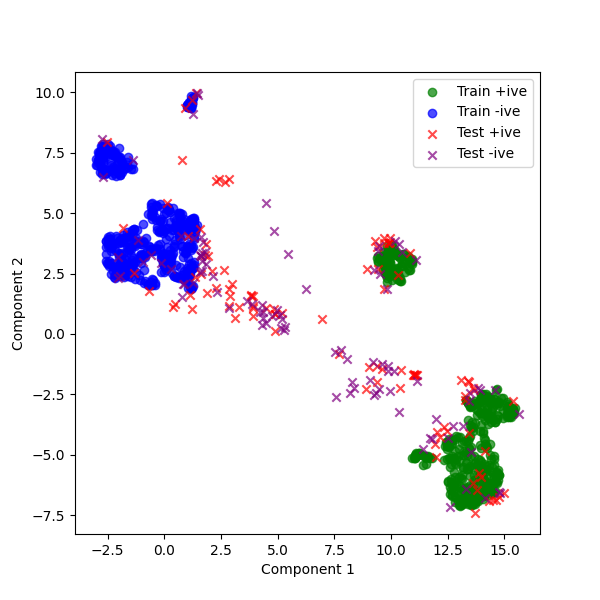 Train +ive
Train -ive
Test +ive
Test -ive
10.0
7.5
5.0
2.5
0.0
−2.5
−5.0
−7.5
Component 2
−2.5 0.0 2.5 5.0 7.5 10.0 12.5 15.0
Component 1